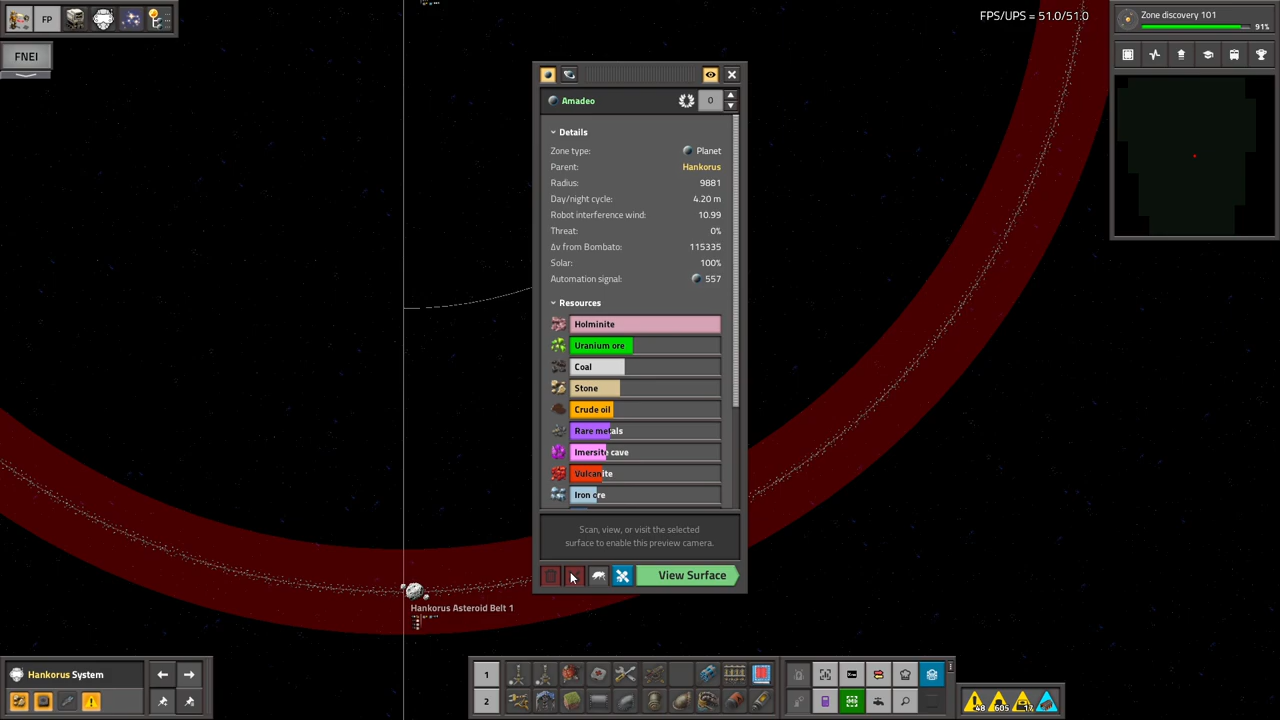 FP
FPS/UPS = 51.0/51.0
Zone discovery 101
91%
FNEI
Amadeo
0
Details
Zone type:
Planet
Parent:
Hankorus
Radius:
9881
Day/night cycle:
4.20 m
Robot interference wind:
10.99
Threat:
0%
Δv from Bombato:
115335
Solar:
100%
Automation signal:
557
Resources
Holminite
Uranium ore
Coal
Stone
Crude oil
Rare metals
Imersite cave
Vulcanite
Iron ore
Scan, view, or visit the selected
surface to enable this preview camera.
View Surface
Hankorus Asteroid Belt 1
Hankorus System
1
2
48
605
17